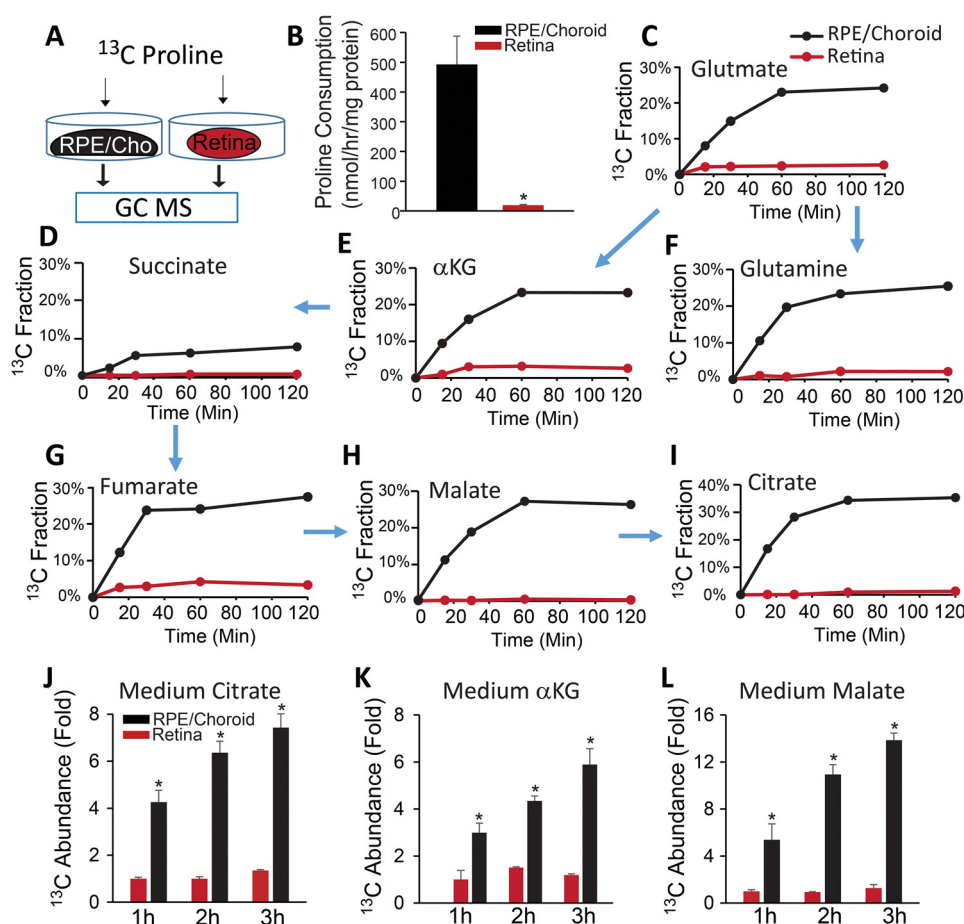 A
¹³C Proline
RPE/Cho
Retina
GC MS
B
Proline Consumption
(nmol/hr/mg protein)
600
500
400
300
200
100
0
RPE/Choroid
Retina
*
C
RPE/Choroid
Retina
Glutmate
¹³C Fraction
30%
20%
10%
0%
0 20 40 60 80 100 120
Time (Min)
D
Succinate
¹³C Fraction
30%
20%
10%
0%
0 20 40 60 80 100 120
Time (Min)
E
αKG
¹³C Fraction
30%
20%
10%
0%
0 20 40 60 80 100 120
Time (Min)
F
Glutamine
¹³C Fraction
30%
20%
10%
0%
0 20 40 60 80 100 120
Time (Min)
G
Fumarate
¹³C Fraction
30%
20%
10%
0%
0 20 40 60 80 100 120
Time (Min)
H
Malate
¹³C Fraction
30%
20%
10%
0%
0 20 40 60 80 100 120
Time (Min)
I
Citrate
¹³C Fraction
40%
30%
20%
10%
0%
0 20 40 60 80 100 120
Time (Min)
J
Medium Citrate
RPE/Choroid
Retina
¹³C Abundance (Fold)
8
6
4
2
0
* * *
1h 2h 3h
K
Medium αKG
¹³C Abundance (Fold)
8
6
4
2
0
* * *
1h 2h 3h
L
Medium Malate
¹³C Abundance (Fold)
16
12
8
4
0
* * *
1h 2h 3h